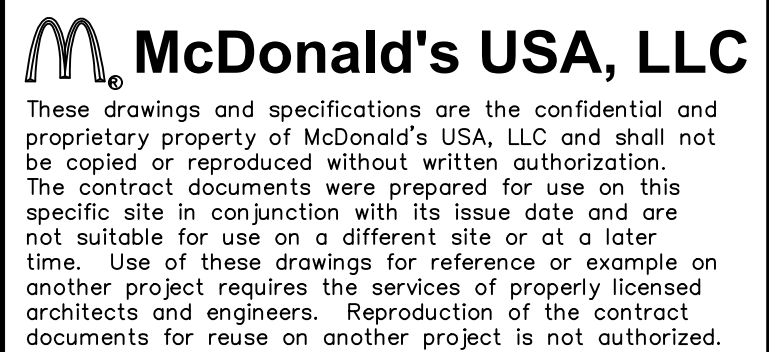 McDonald's USA, LLC
®
These drawings and specifications are the confidential and
proprietary property of McDonald's USA, LLC and shall not
be copied or reproduced without written authorization.
The contract documents were prepared for use on this
specific site in conjunction with its issue date and are
not suitable for use on a different site or at a later
time.  Use of these drawings for reference or example on
another project requires the services of properly licensed
architects and engineers.  Reproduction of the contract
documents for reuse on another project is not authorized.